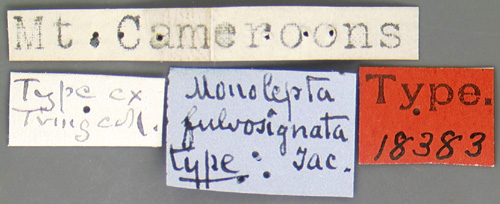 Mt. Cameroons
Type ex
Tring coll.
Monolepta
fulvosignata
type: Jac.
Type.
18383